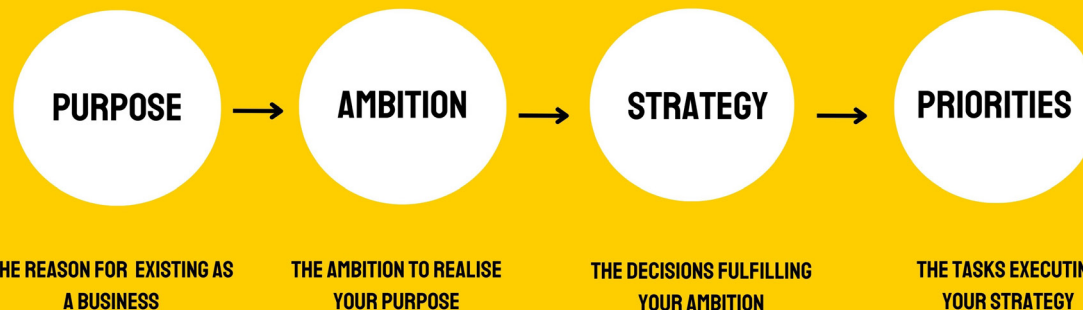 PURPOSE
AMBITION
STRATEGY
PRIORITIES
HE REASON FOR EXISTING AS
A BUSINESS
THE AMBITION TO REALISE
YOUR PURPOSE
THE DECISIONS FULFILLING
YOUR AMBITION
THE TASKS EXECUTIN
YOUR STRATEGY